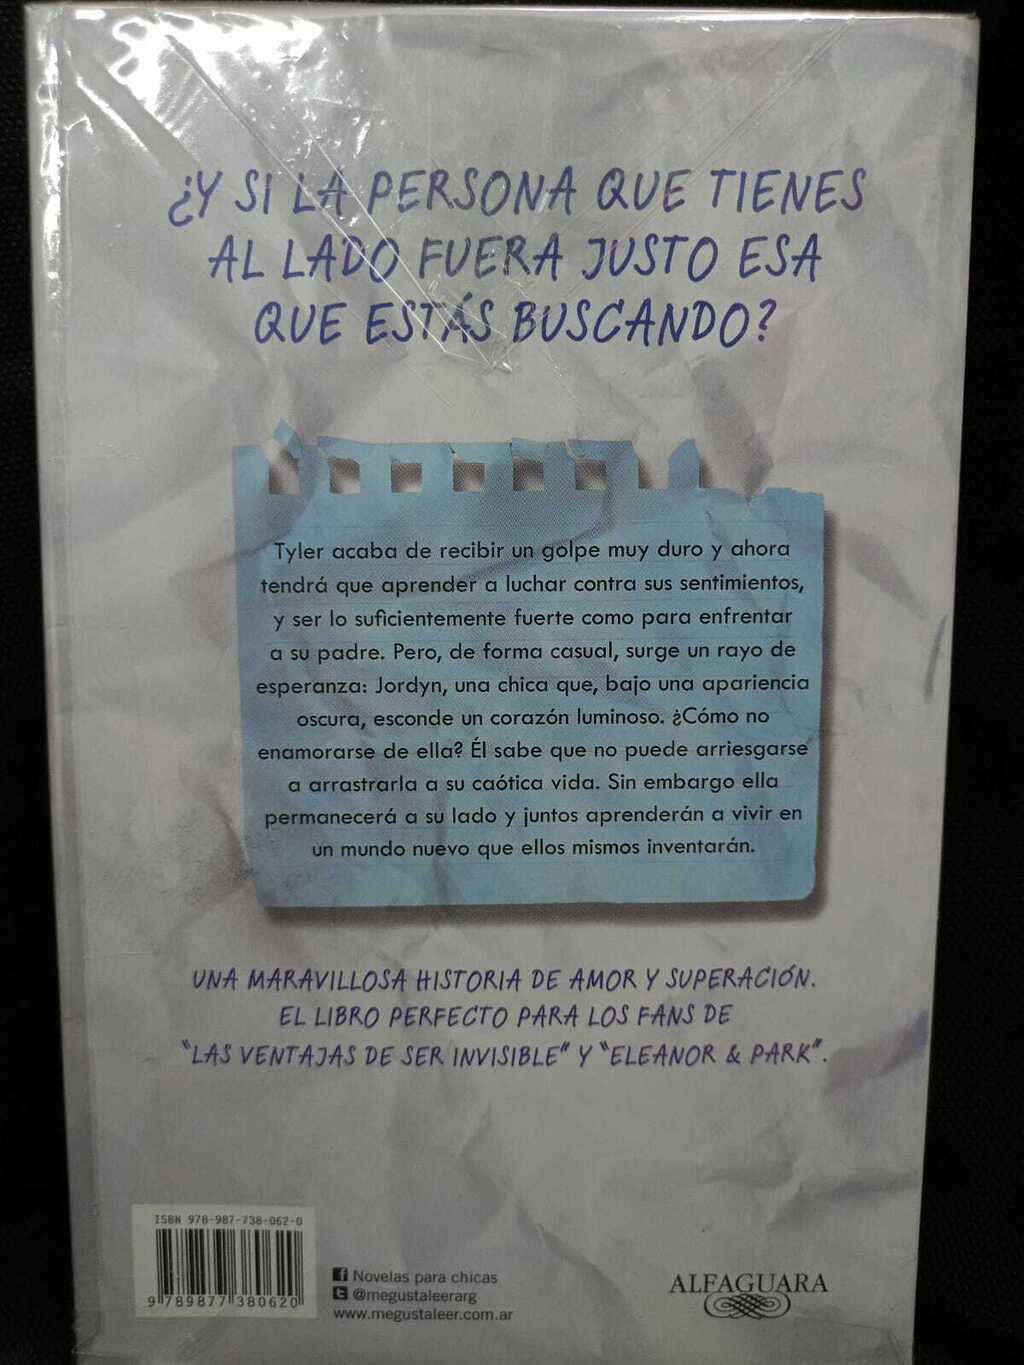 ¿Y SI LA PERSONA QUE TIENES
AL LADO FUERA JUSTO ESA
QUE ESTÁS BUSCANDO?
Tyler acaba de recibir un golpe muy duro y ahora
tendrá que aprender a luchar contra sus sentimientos,
y ser lo suficientemente fuerte como para enfrentar
a su padre. Pero, de forma casual, surge un rayo de
esperanza: Jordyn, una chica que, bajo una apariencia
oscura, esconde un corazón luminoso. ¿Cómo no
enamorarse de ella? Él sabe que no puede arriesgarse
a arrastrarla a su caótica vida. Sin embargo ella
permanecerá a su lado y juntos aprenderán a vivir en
un mundo nuevo que ellos mismos inventarán.
UNA MARAVILLOSA HISTORIA DE AMOR Y SUPERACIÓN.
EL LIBRO PERFECTO PARA LOS FANS DE
"LAS VENTAJAS DE SER INVISIBLE" Y "ELEANOR & PARK".
ISBN 978-987-738-062-0
9 789877 380620
Novelas para chicas
@megustaleerarg
www.megustaleer.com.ar
ALFAGUARA